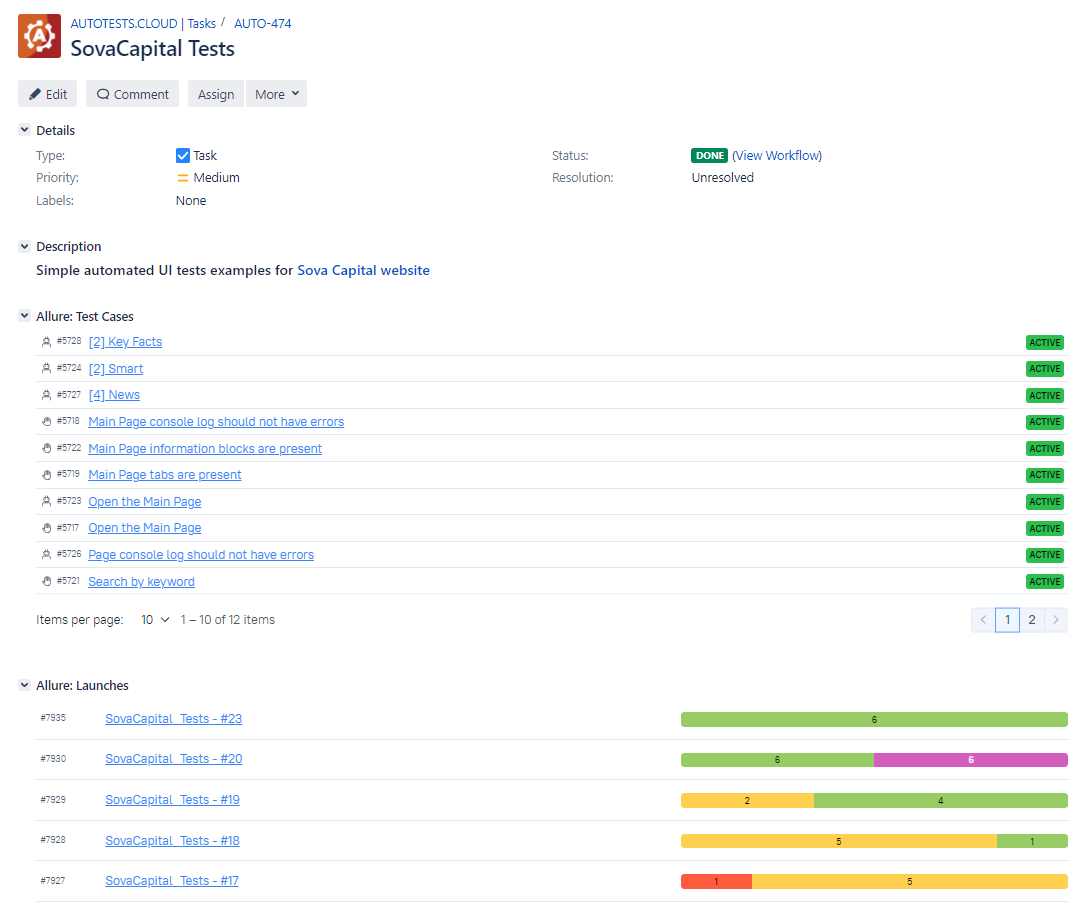 AUTOTESTS.CLOUD | Tasks / AUTO-474
SovaCapital Tests
Edit Comment Assign More
Details
Type: Task Status: DONE (View Workflow)
Priority: Medium Resolution: Unresolved
Labels: None
Description
Simple automated UI tests examples for Sova Capital website
Allure: Test Cases
#5728 [2] Key Facts ACTIVE
#5724 [2] Smart ACTIVE
#5727 [4] News ACTIVE
#5718 Main Page console log should not have errors ACTIVE
#5722 Main Page information blocks are present ACTIVE
#5719 Main Page tabs are present ACTIVE
#5723 Open the Main Page ACTIVE
#5717 Open the Main Page ACTIVE
#5726 Page console log should not have errors ACTIVE
#5721 Search by keyword ACTIVE
Items per page: 10 1 – 10 of 12 items < 1 2 >
Allure: Launches
#7935 SovaCapital_Tests - #23 6
#7930 SovaCapital_Tests - #20 6 6
#7929 SovaCapital_Tests - #19 2 4
#7928 SovaCapital_Tests - #18 5 1
#7927 SovaCapital_Tests - #17 1 5